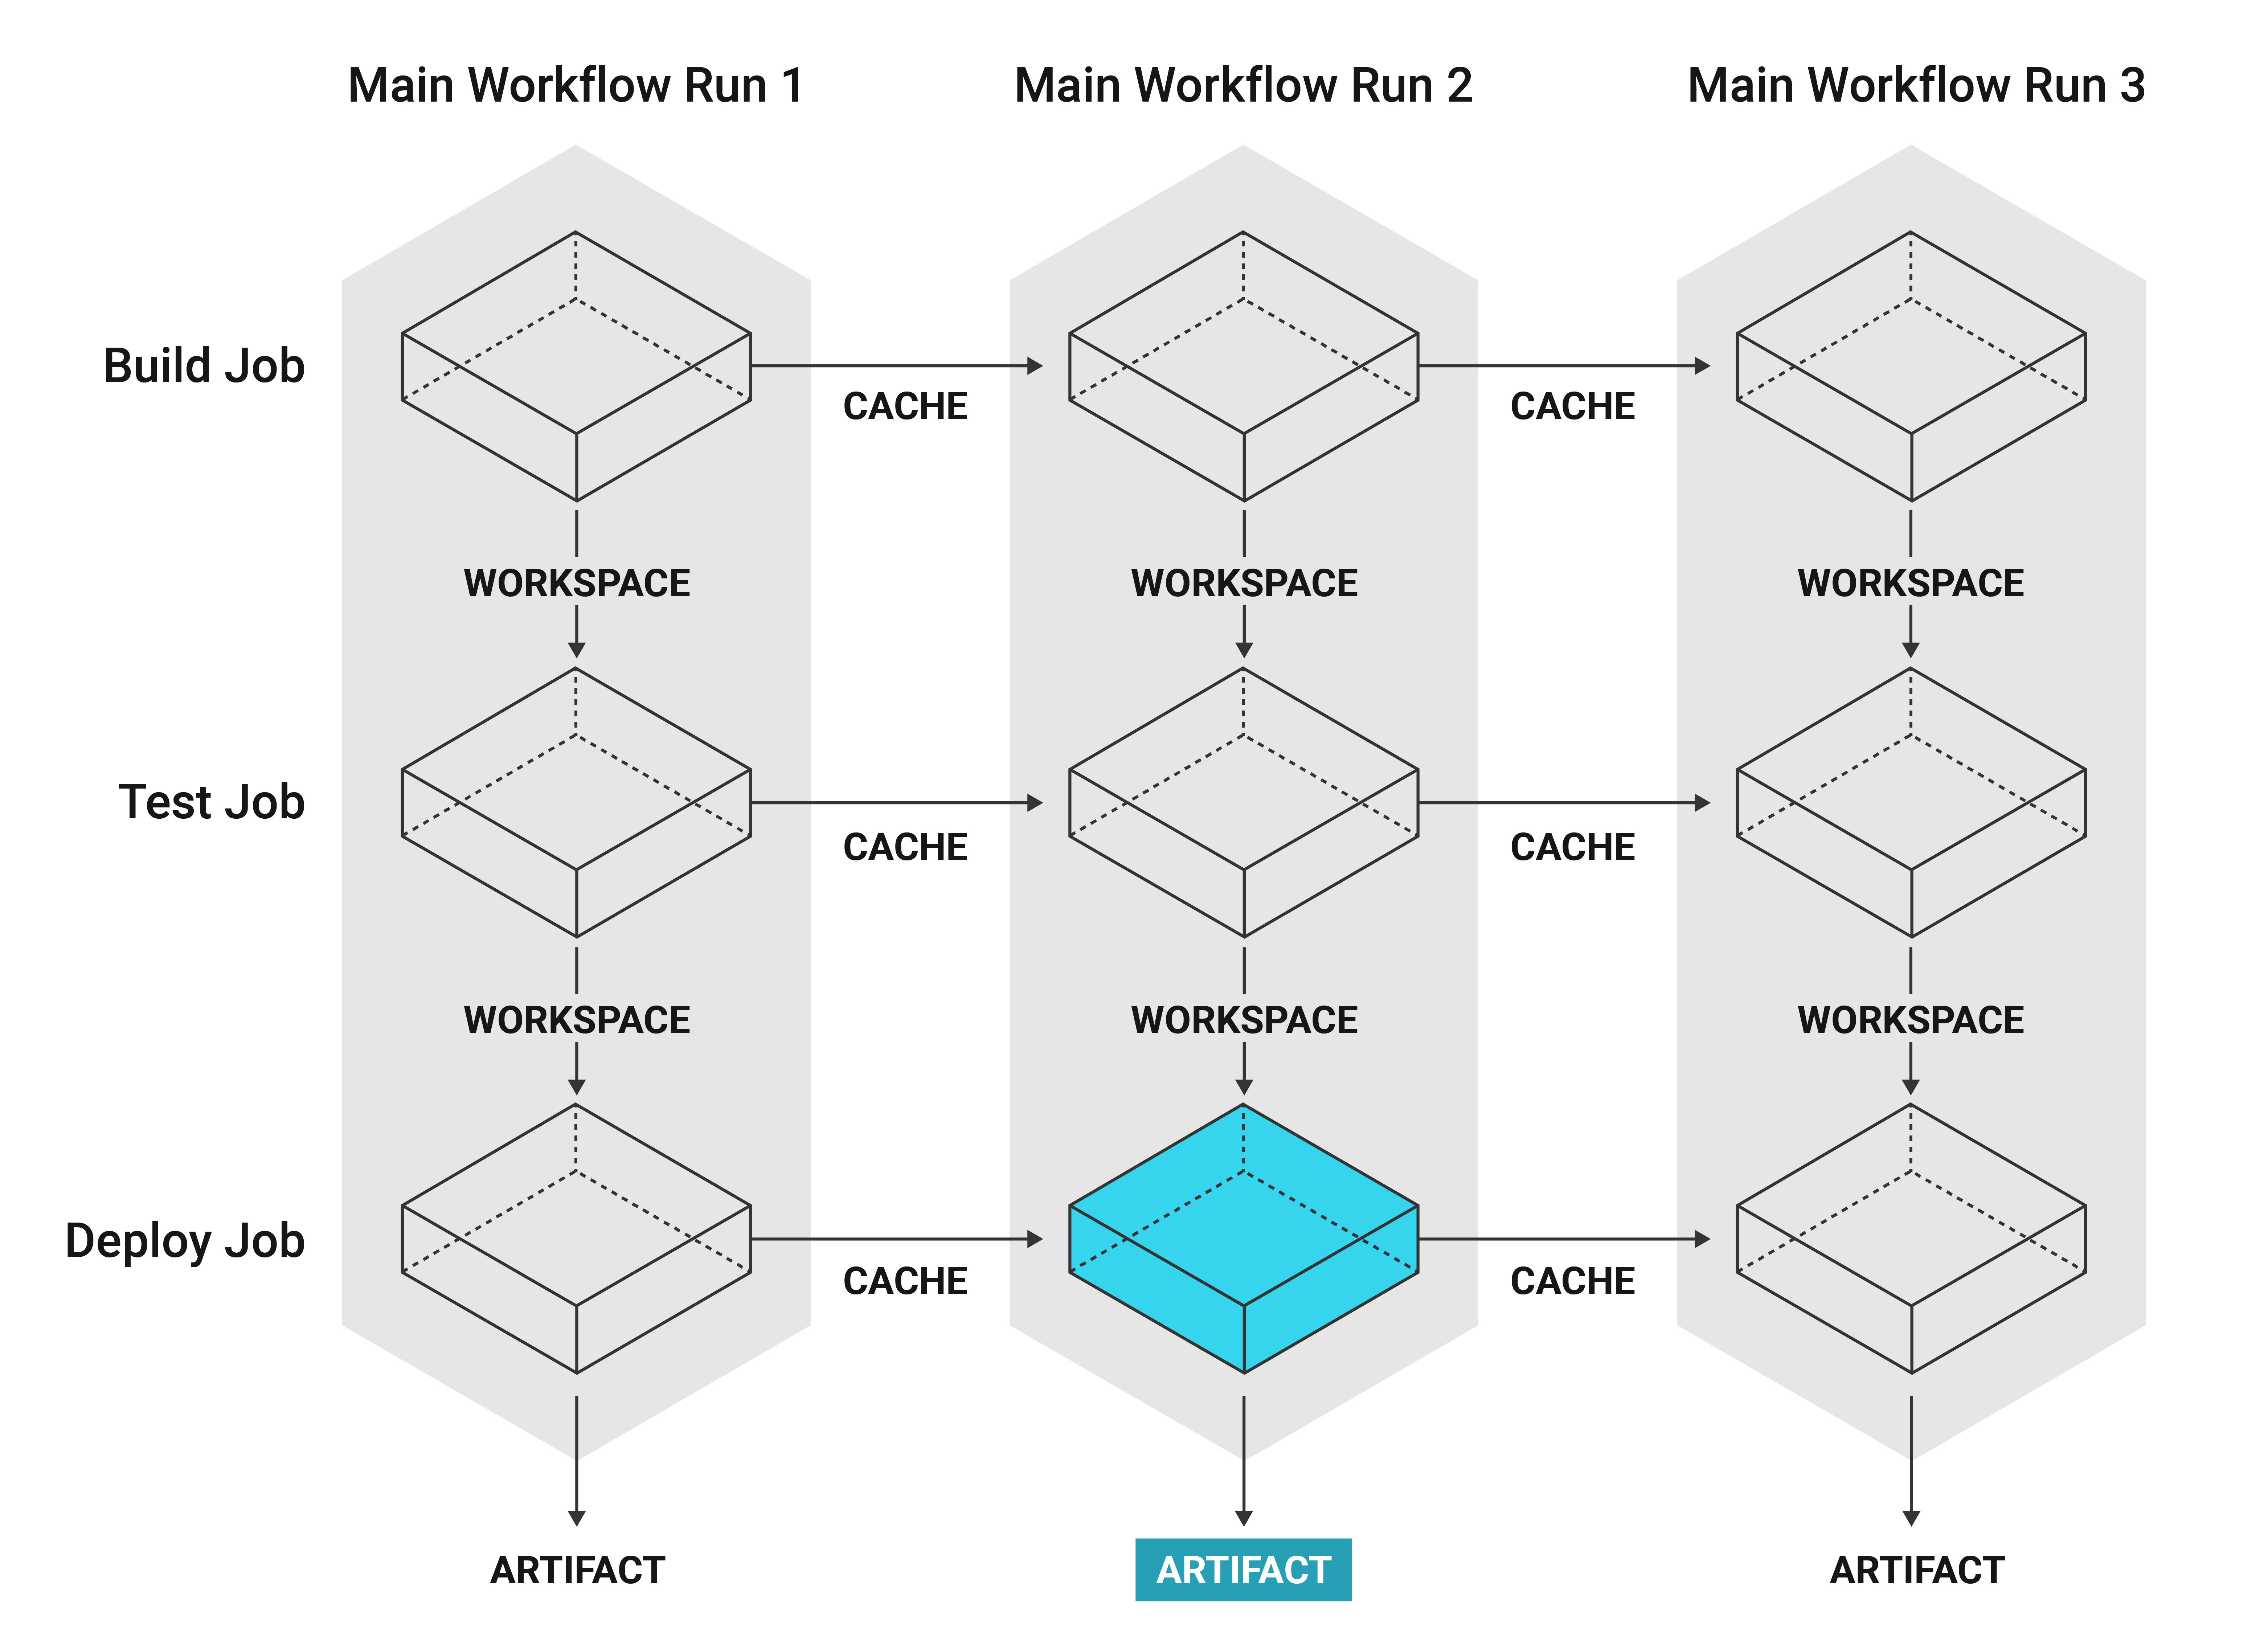 Main Workflow Run 1
Main Workflow Run 2
Main Workflow Run 3
Build Job
CACHE
CACHE
WORKSPACE
WORKSPACE
WORKSPACE
Test Job
CACHE
CACHE
WORKSPACE
WORKSPACE
WORKSPACE
Deploy Job
CACHE
CACHE
ARTIFACT
ARTIFACT
ARTIFACT